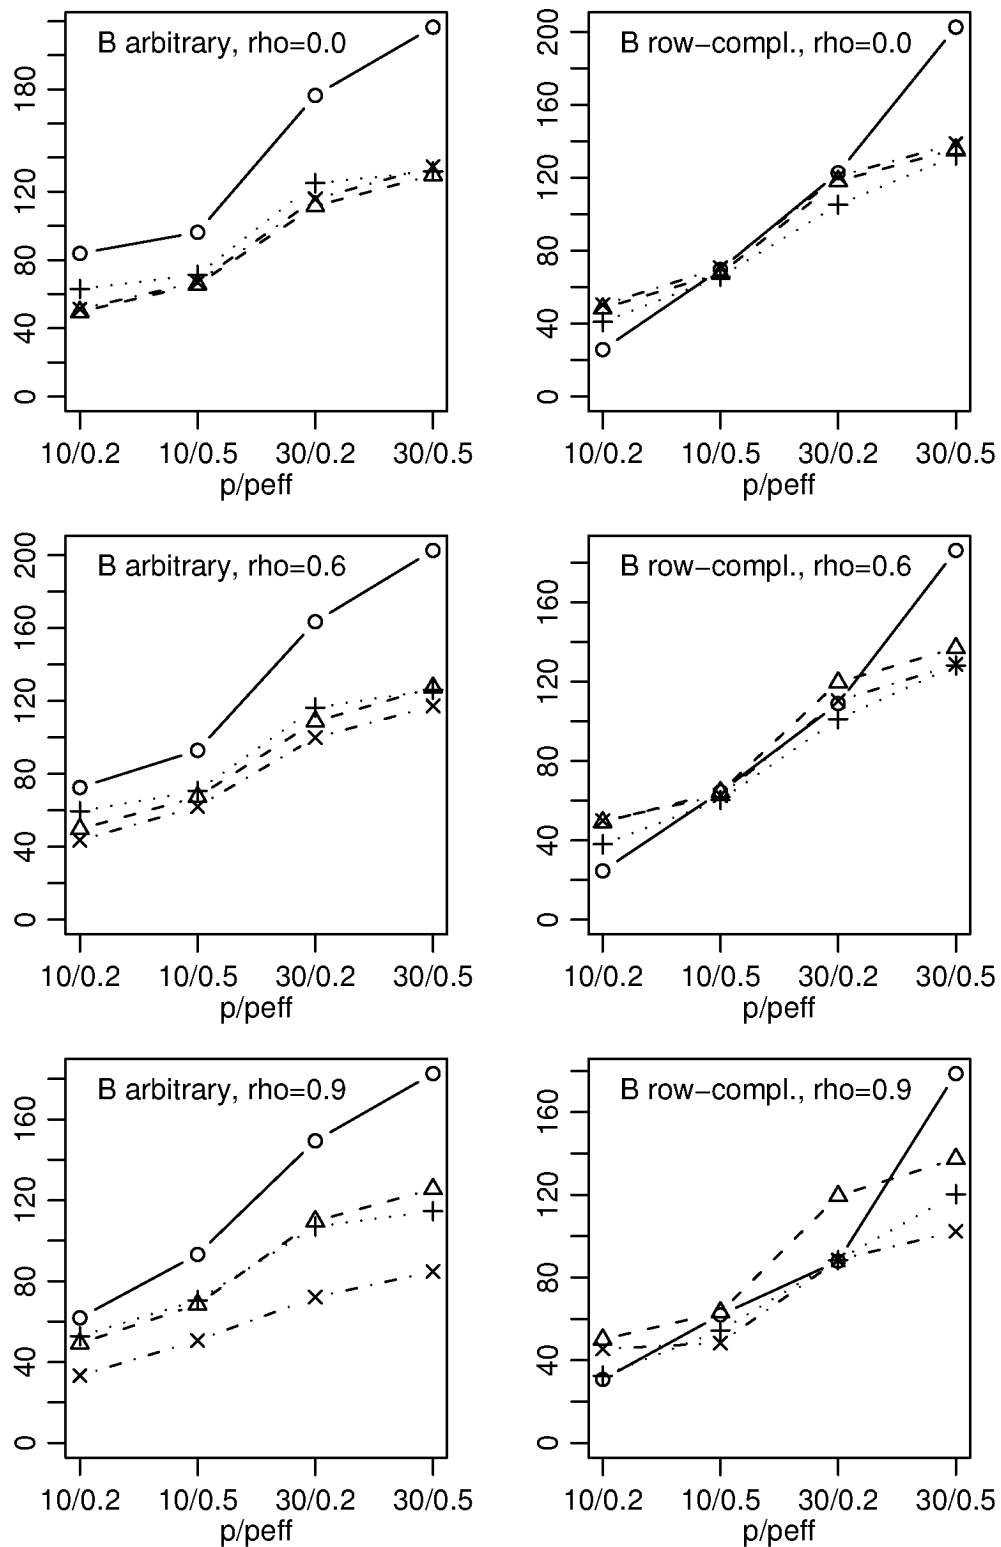 B arbitrary, rho=0.0
180
120
80
40
0
10/0.2 10/0.5 30/0.2 30/0.5
p/peff
B row−compl., rho=0.0
200
160
120
80
40
0
10/0.2 10/0.5 30/0.2 30/0.5
p/peff
B arbitrary, rho=0.6
200
160
120
80
40
0
10/0.2 10/0.5 30/0.2 30/0.5
p/peff
B row−compl., rho=0.6
160
120
80
40
0
10/0.2 10/0.5 30/0.2 30/0.5
p/peff
B arbitrary, rho=0.9
160
120
80
40
0
10/0.2 10/0.5 30/0.2 30/0.5
p/peff
B row−compl., rho=0.9
160
120
80
40
0
10/0.2 10/0.5 30/0.2 30/0.5
p/peff